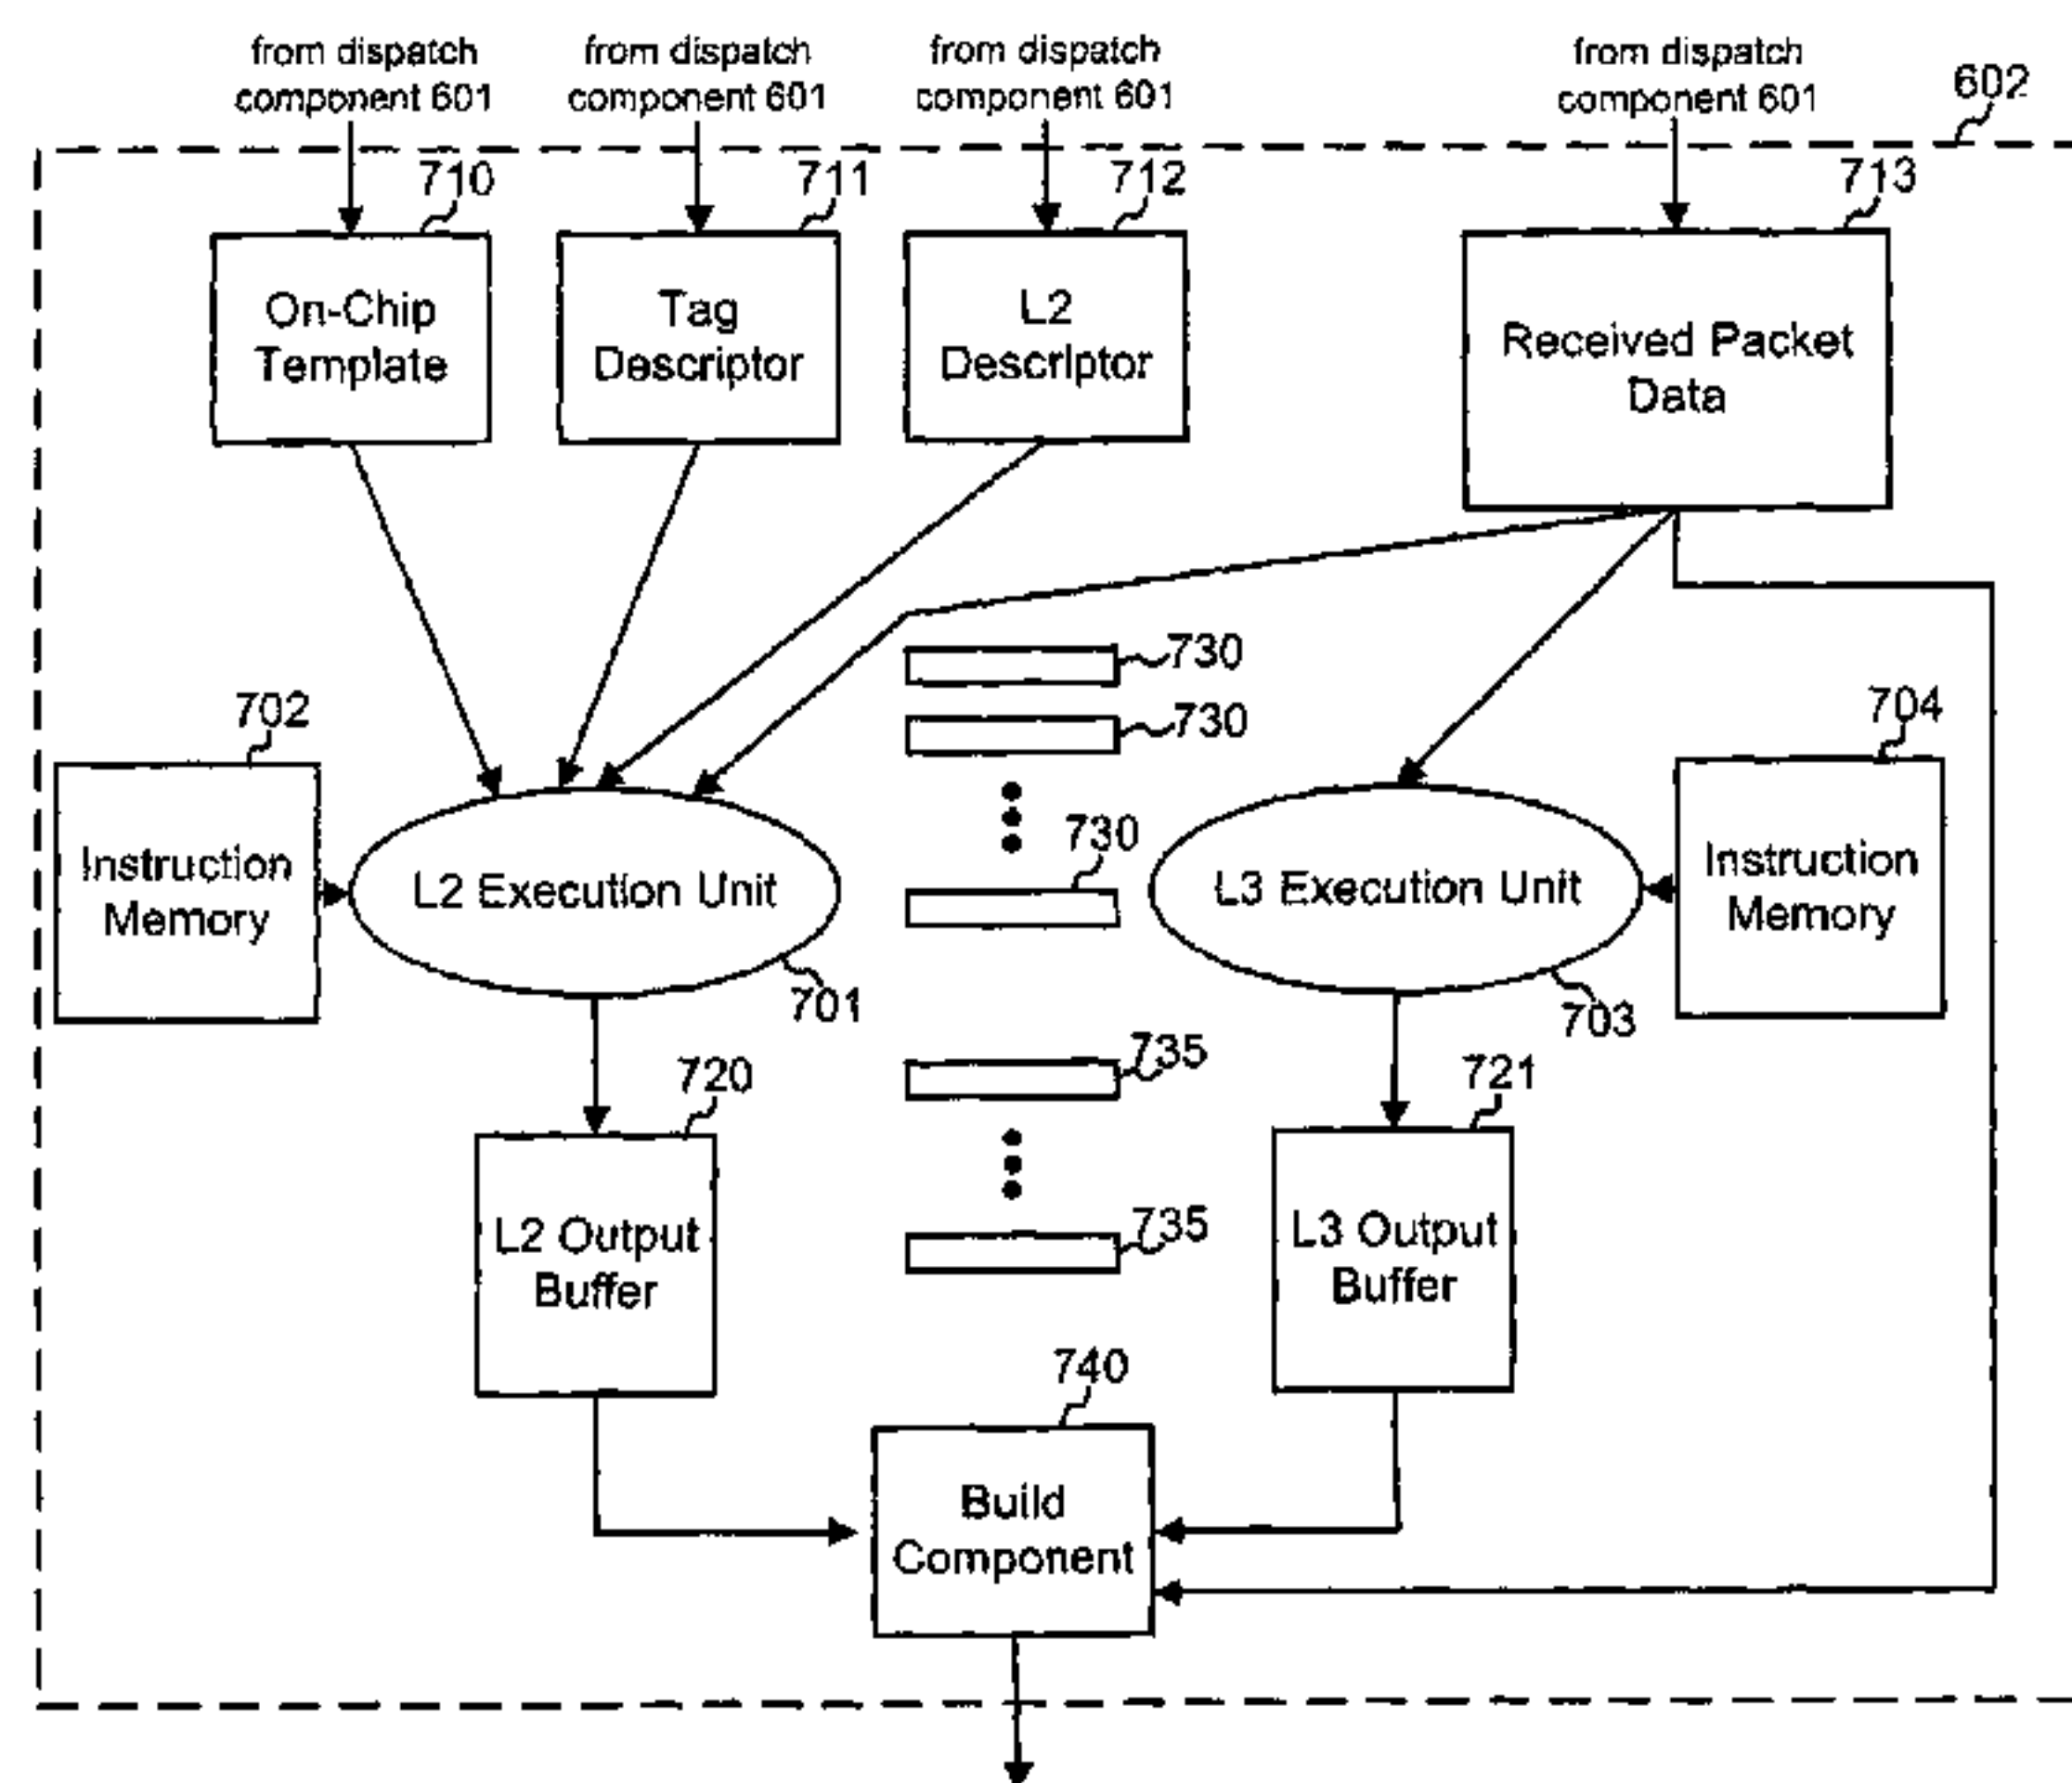 from dispatch
component 601
from dispatch
component 601
from dispatch
component 601
from dispatch
component 601
602
710
711
712
713
On-Chip
Template
Tag
Descriptor
L2
Descriptor
Received Packet
Data
730
730
702
704
730
Instruction
Memory
L2 Execution Unit
L3 Execution Unit
Instruction
Memory
701
703
735
720
721
L2 Output
Buffer
735
L3 Output
Buffer
740
Build
Component